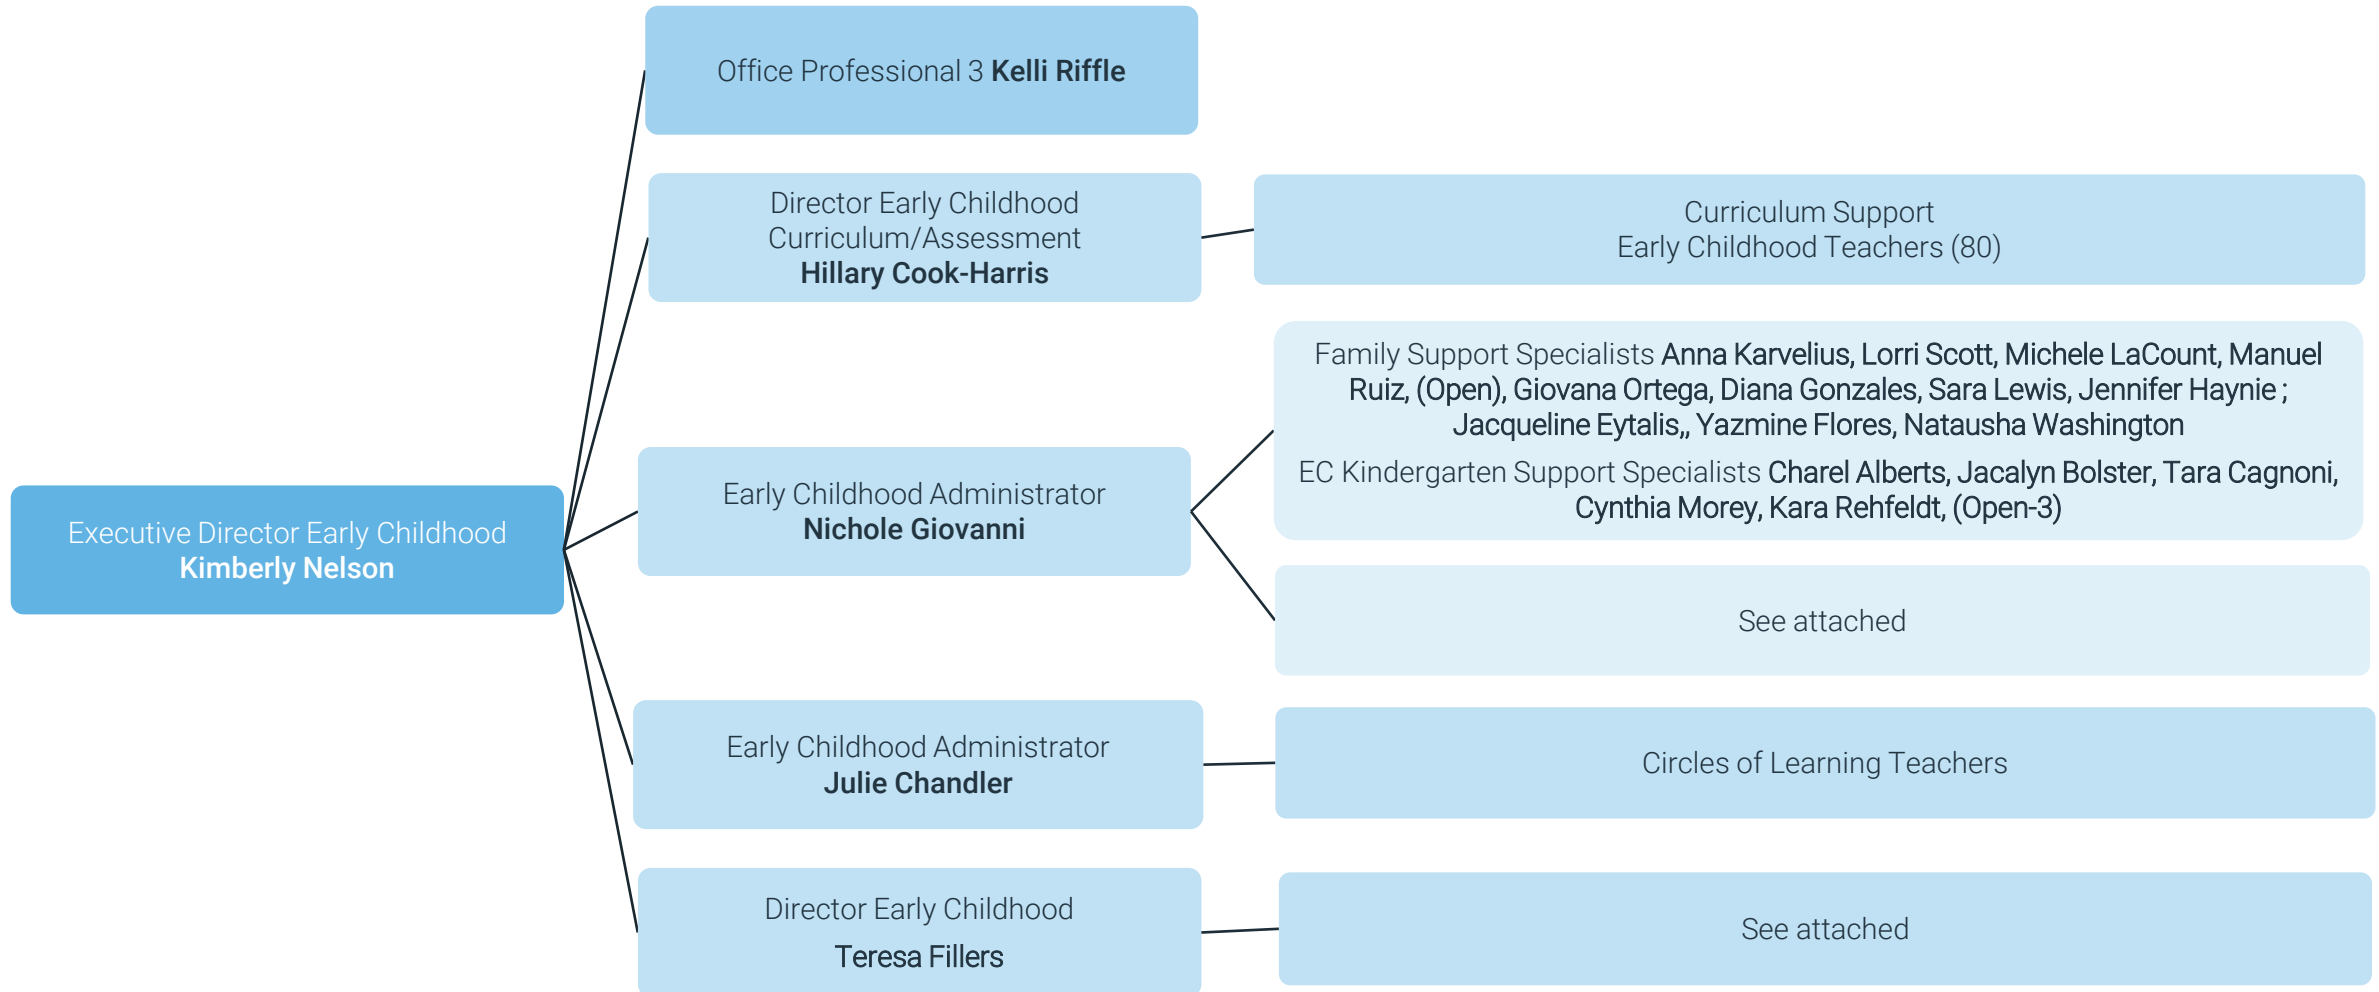 Office Professional 3 Kelli Riffle
Director Early Childhood
Curriculum/Assessment
Hillary Cook-Harris
Curriculum Support
Early Childhood Teachers (80)
Executive Director Early Childhood
Kimberly Nelson
Early Childhood Administrator
Nichole Giovanni
Family Support Specialists Anna Karvelius, Lorri Scott, Michele LaCount, Manuel
Ruiz, (Open), Giovana Ortega, Diana Gonzales, Sara Lewis, Jennifer Haynie ;
Jacqueline Eytalis,, Yazmine Flores, Natausha Washington
EC Kindergarten Support Specialists Charel Alberts, Jacalyn Bolster, Tara Cagnoni,
Cynthia Morey, Kara Rehfeldt, (Open-3)
See attached
Early Childhood Administrator
Julie Chandler
Circles of Learning Teachers
Director Early Childhood
Teresa Fillers
See attached